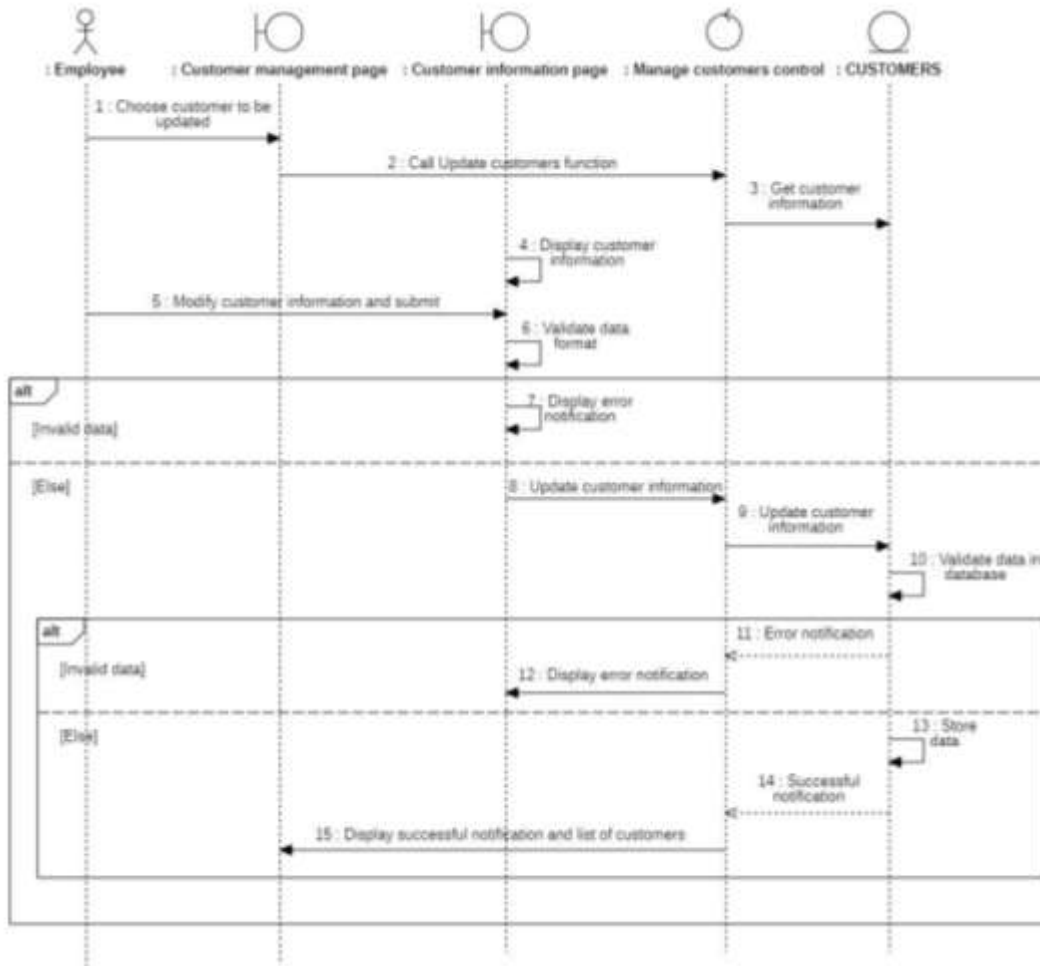 : Employee
: Customer management page
: Customer information page
: Manage customers control
: CUSTOMERS
1 : Choose customer to be
updated
2 : Call Update customers function
3 : Get customer
information
4 : Display customer
information
5 : Modify customer information and submit
6 : Validate data
format
alt
7 : Display error
notification
[Invalid data]
[Else]
8 : Update customer information
9 : Update customer
information
10 : Validate data in
database
alt
11 : Error notification
[Invalid data]
12 : Display error notification
[Else]
13 : Store
data
14 : Successful
notification
15 : Display successful notification and list of customers